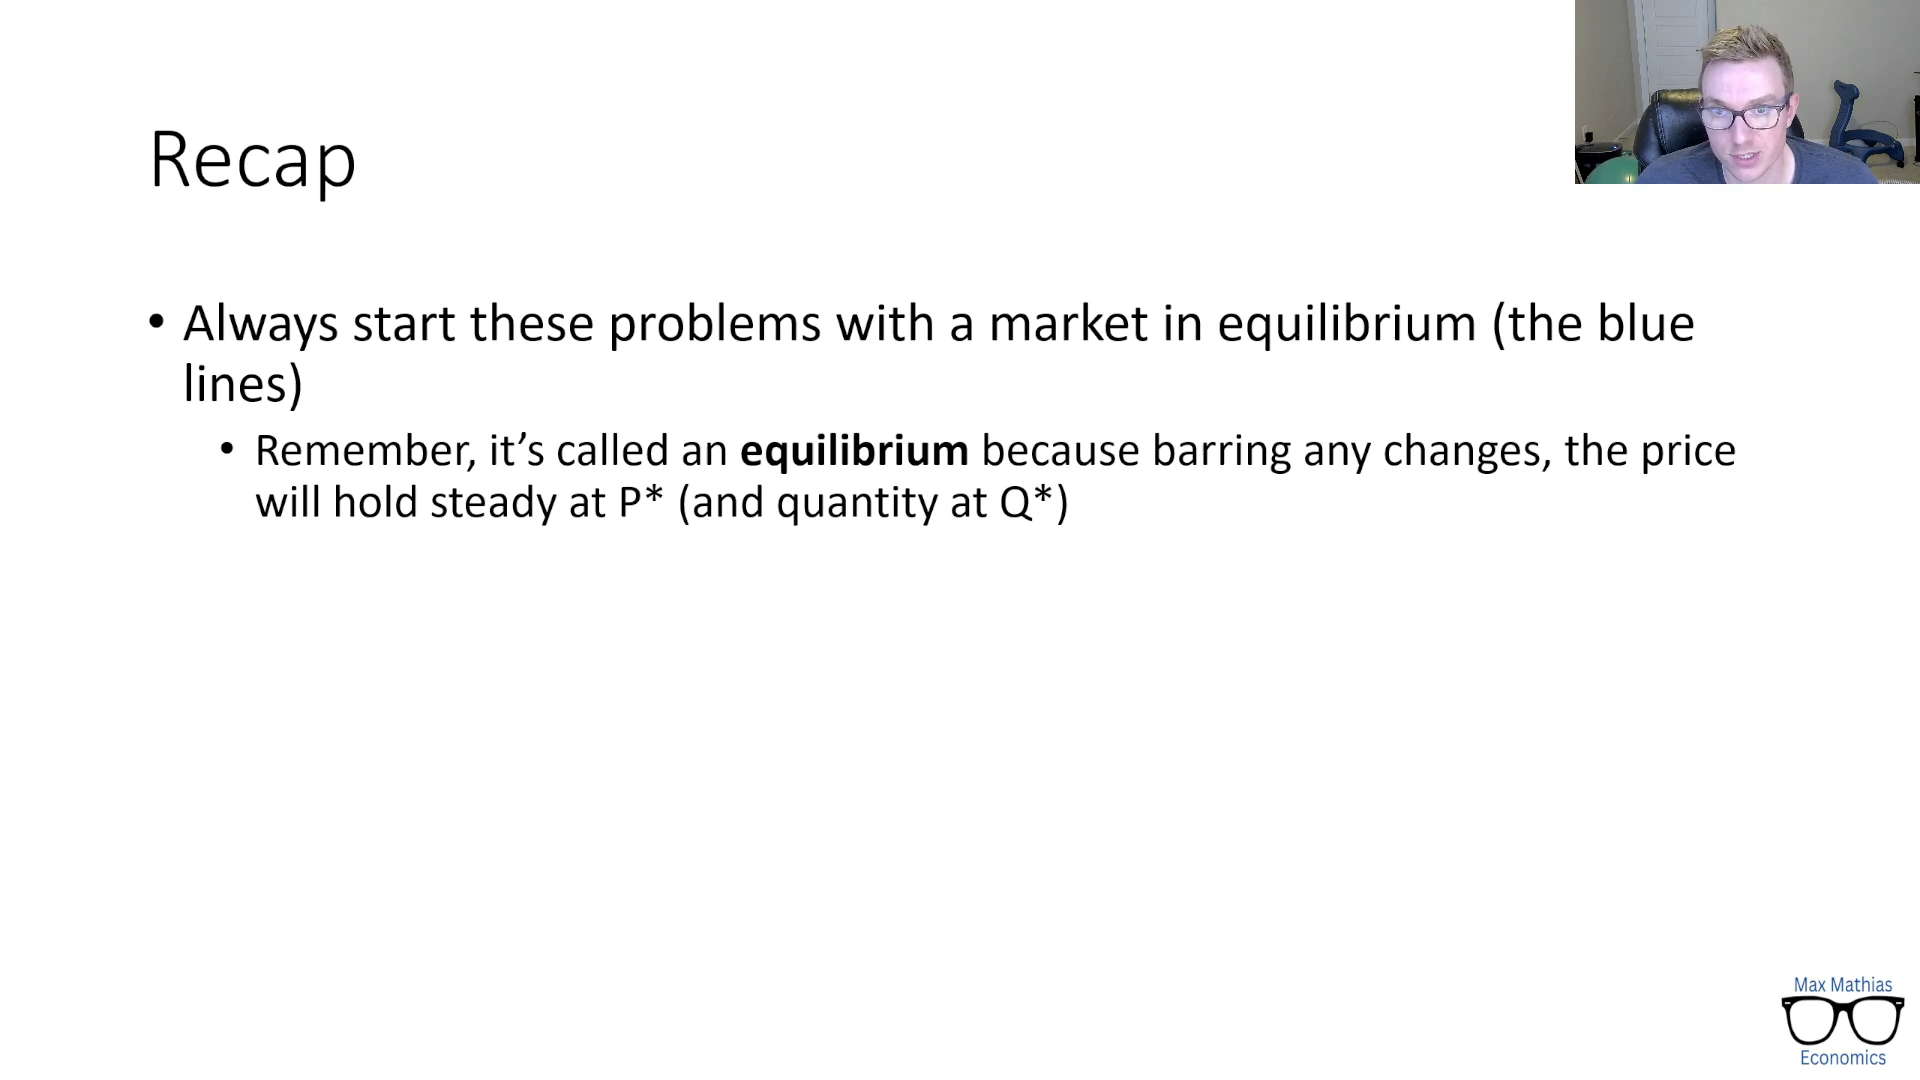 Recap
• Always start these problems with a market in equilibrium (the blue
lines)
• Remember, it’s called an equilibrium because barring any changes, the price
will hold steady at P* (and quantity at Q*)
Max Mathias
Economics